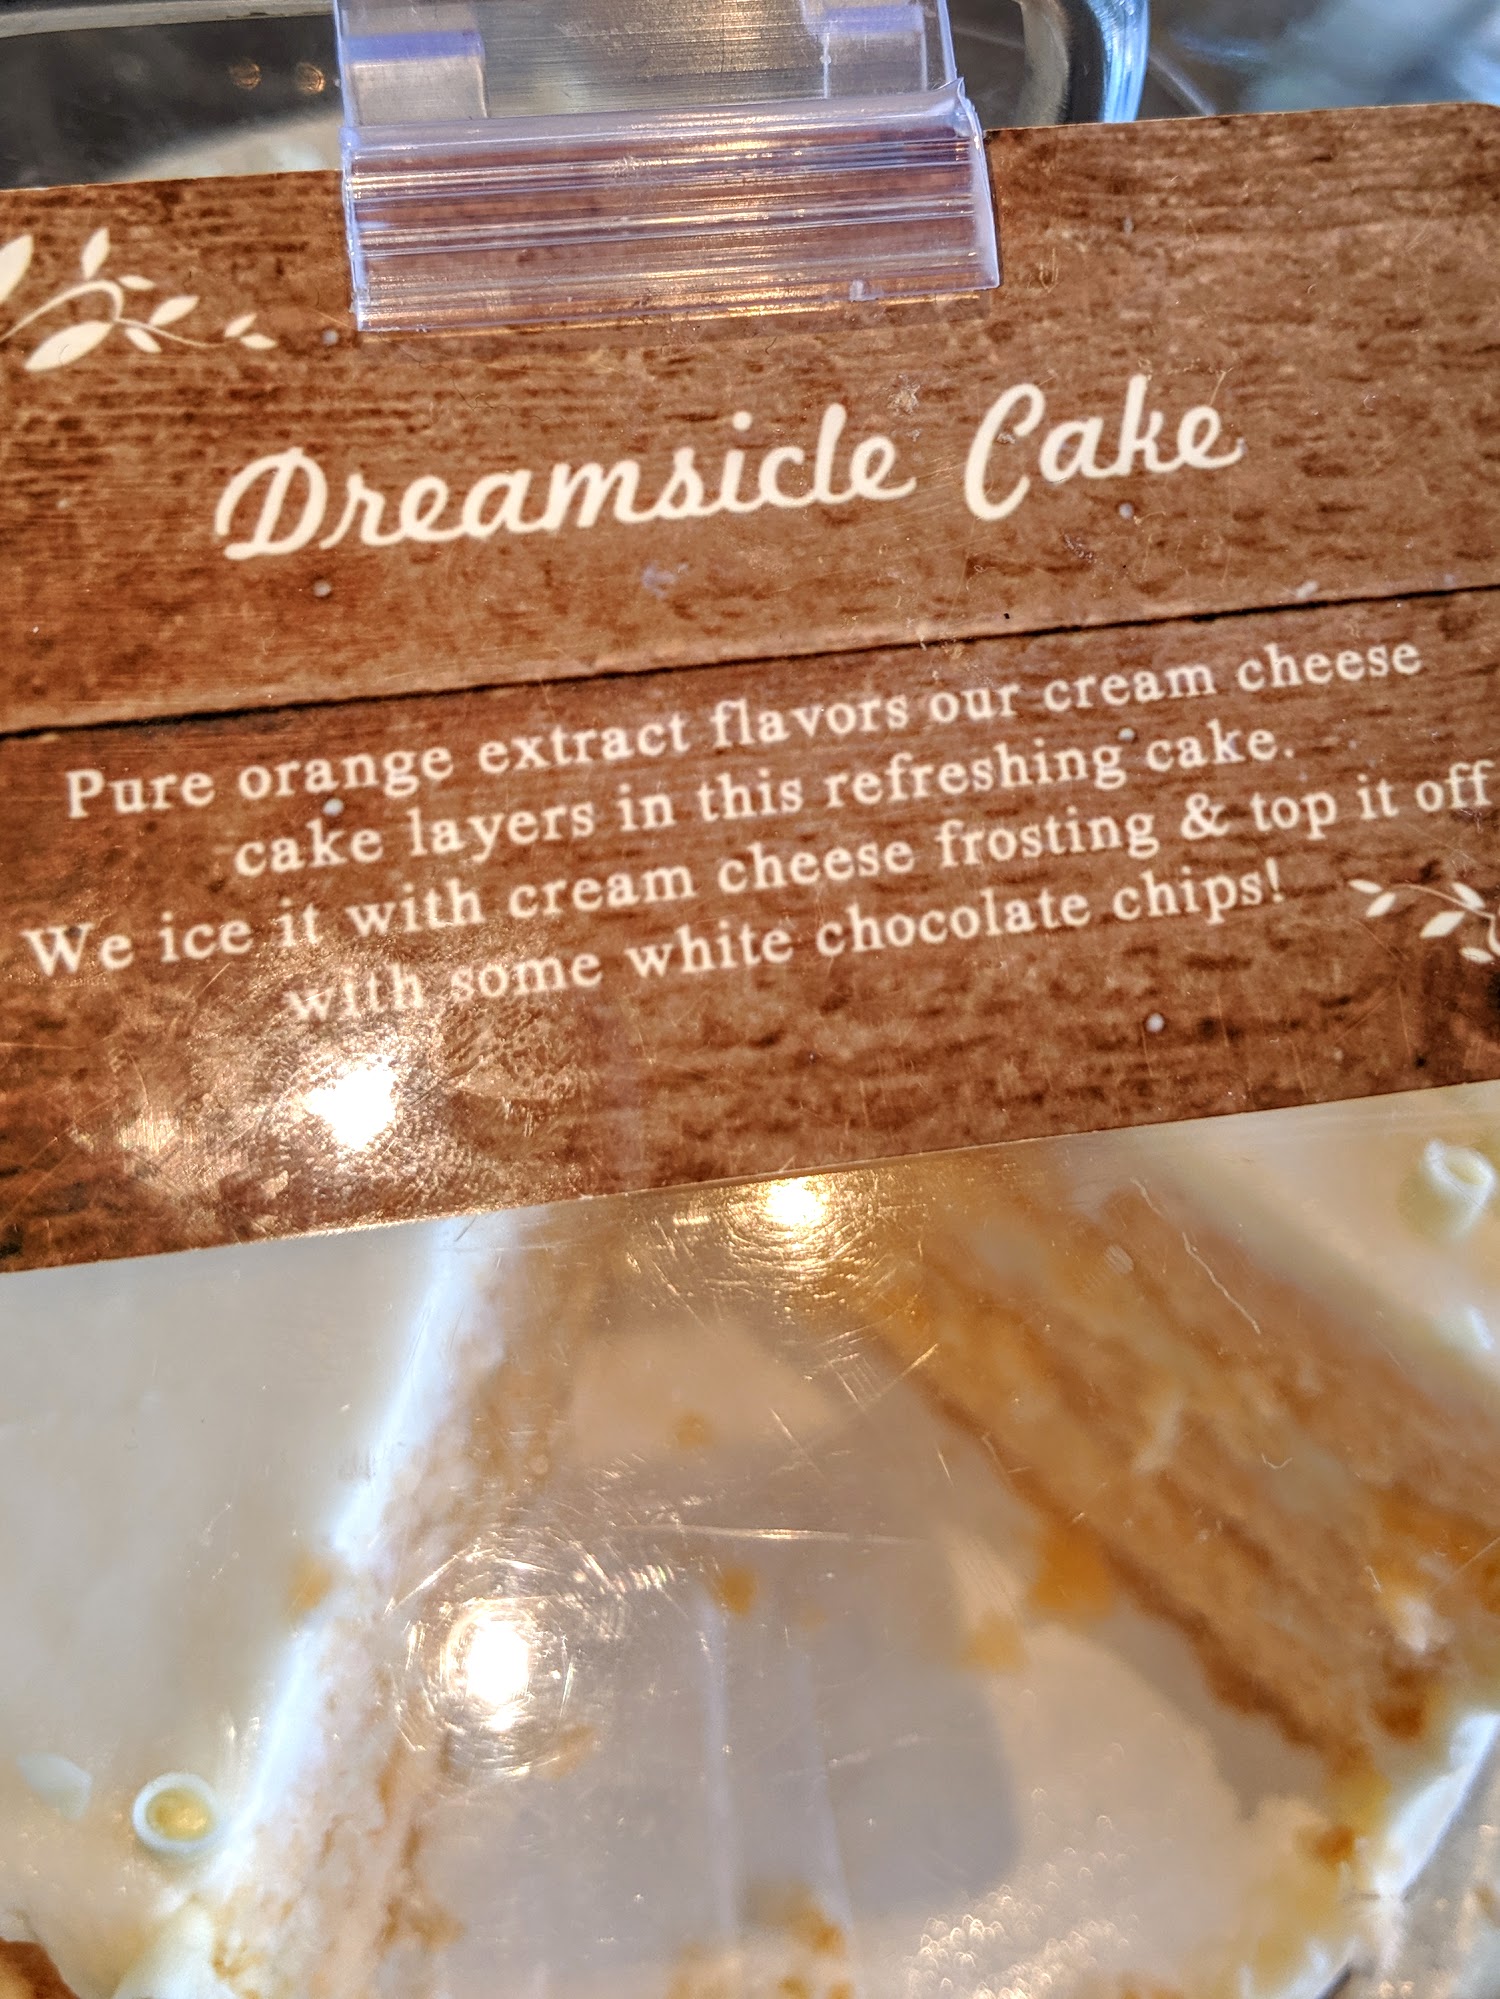 Dreamsicle Cake
Pure orange extract flavors our cream cheese
cake layers in this refreshing cake.
We ice it with cream cheese frosting & top it off
with some white chocolate chips!